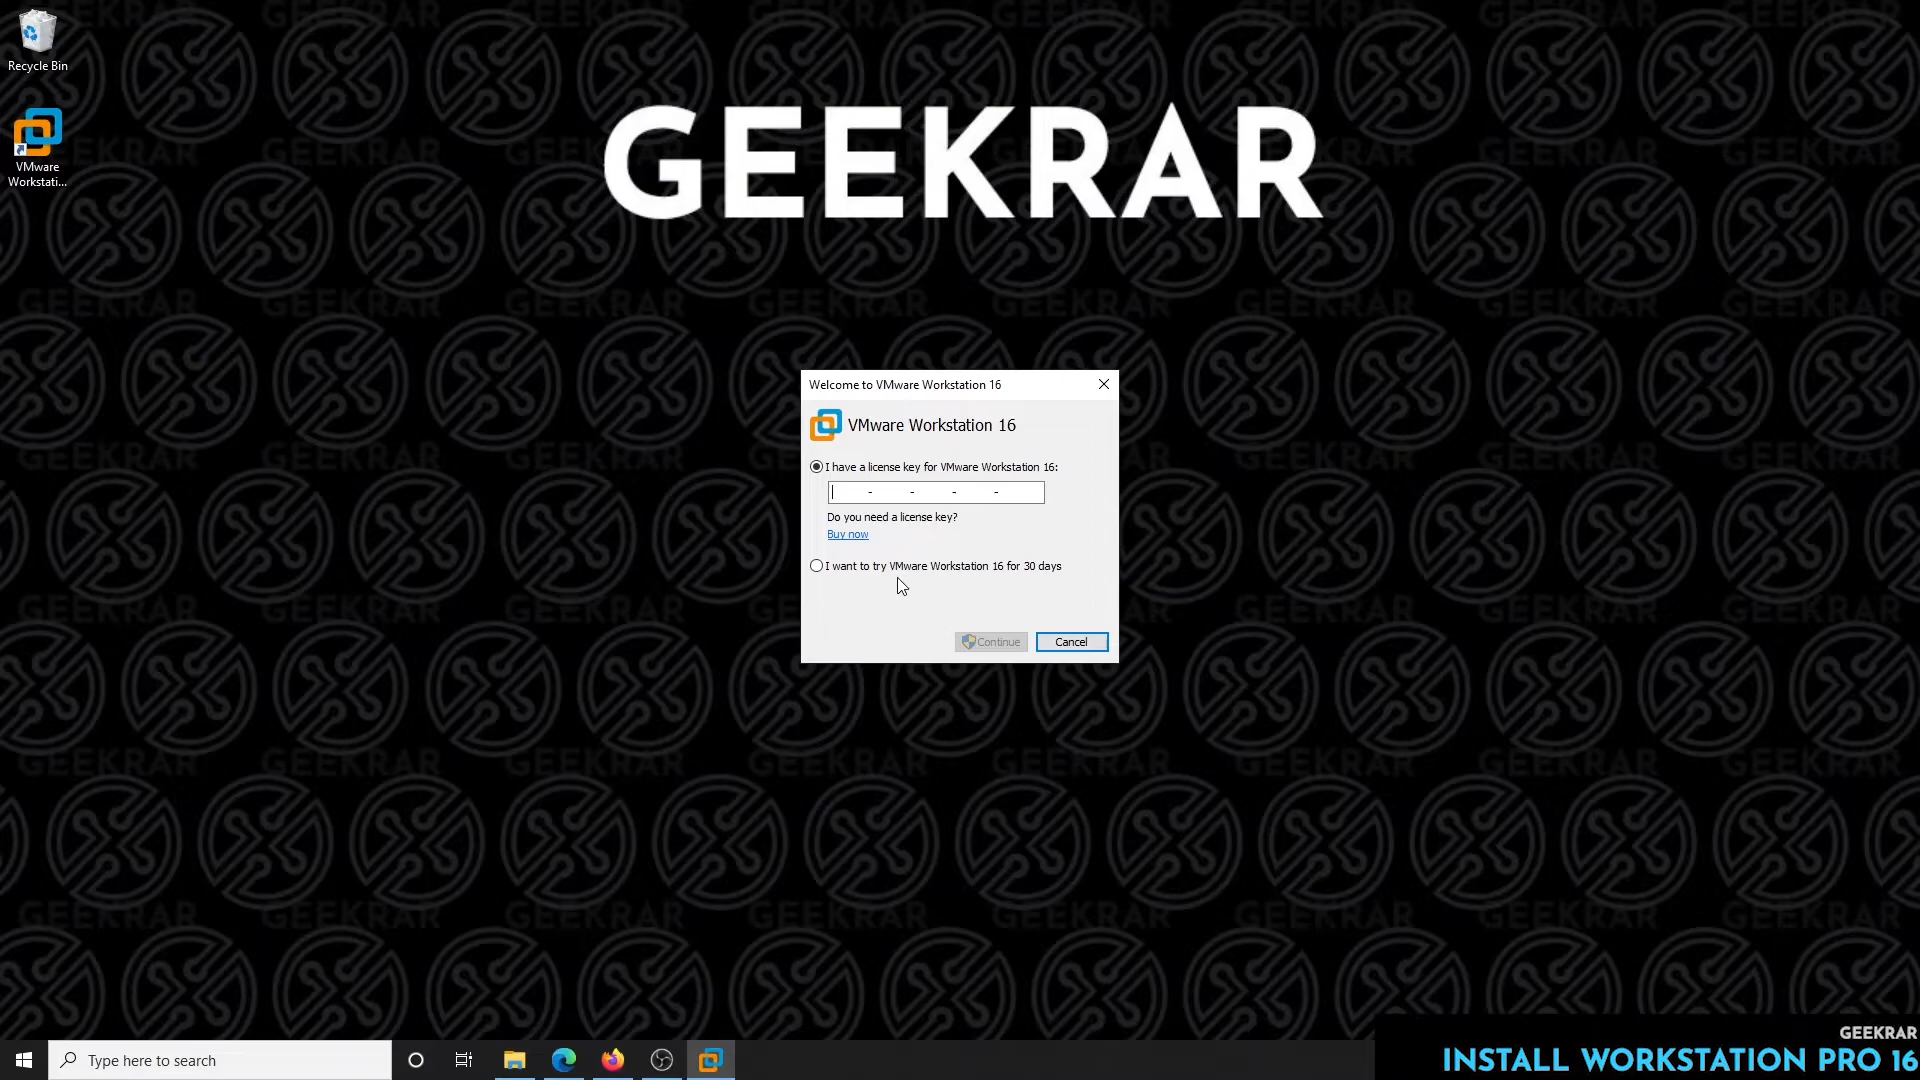 Recycle Bin
VMware
Workstati...
GEEKRAR
Welcome to VMware Workstation 16
VMware Workstation 16
I have a license key for VMware Workstation 16:
- - - -
Do you need a license key?
Buy now
I want to try VMware Workstation 16 for 30 days
Continue
Cancel
Type here to search
GEEKRAR
INSTALL WORKSTATION PRO 16